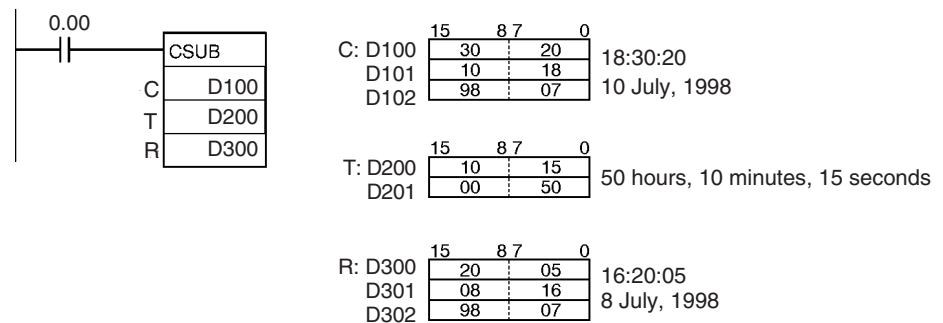 0.00
CSUB
C D100
T D200
R D300
15 8 7 0
C: D100 30 20 18:30:20
D101 10 18
D102 98 07 10 July, 1998
15 8 7 0
T: D200 10 15
D201 00 50 50 hours, 10 minutes, 15 seconds
15 8 7 0
R: D300 20 05 16:20:05
D301 08 16 8 July, 1998
D302 98 07